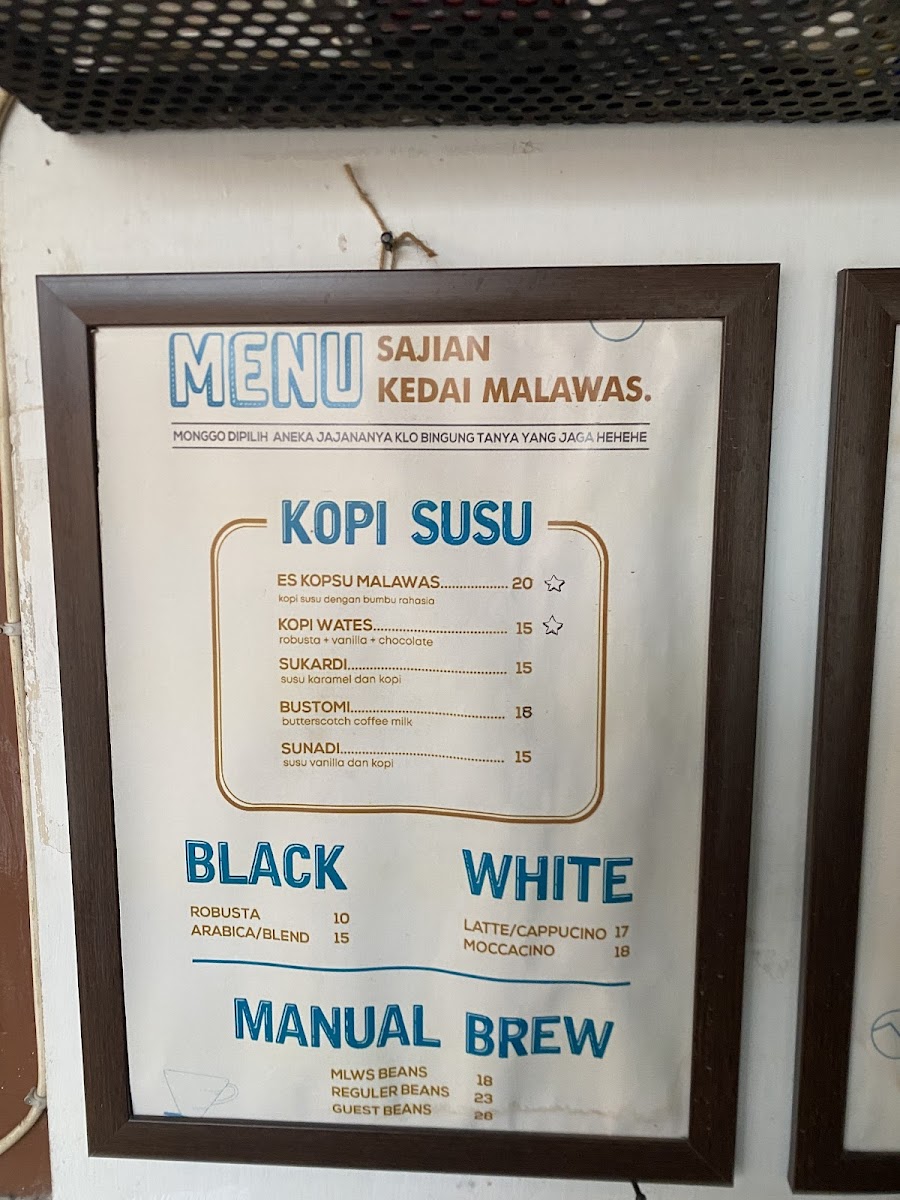 MENU SAJIAN
KEDAI MALAWAS.
MONGGO DIPILIH ANEKA JAJANANYA KLO BINGUNG TANYA YANG JAGA HEHEHE
KOPI SUSU
ES KOPSU MALAWAS................ 20
kopi susu dengan bumbu rahasia
KOPI WATES................................ 15
robusta + vanilla + chocolate
SUKARDI...................................... 15
susu karamel dan kopi
BUSTOMI..................................... 18
butterscotch coffee milk
SUNADI....................................... 15
susu vanilla dan kopi
BLACK
ROBUSTA 10
ARABICA/BLEND 15
WHITE
LATTE/CAPPUCINO 17
MOCCACINO 18
MANUAL BREW
MLWS BEANS 18
REGULER BEANS 23
GUEST BEANS 28